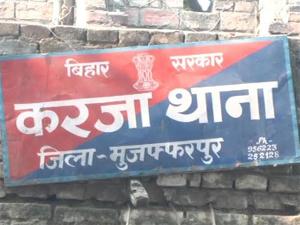 बिहार सरकार
करजा थाना
जिला-मुजफ्फरपुर